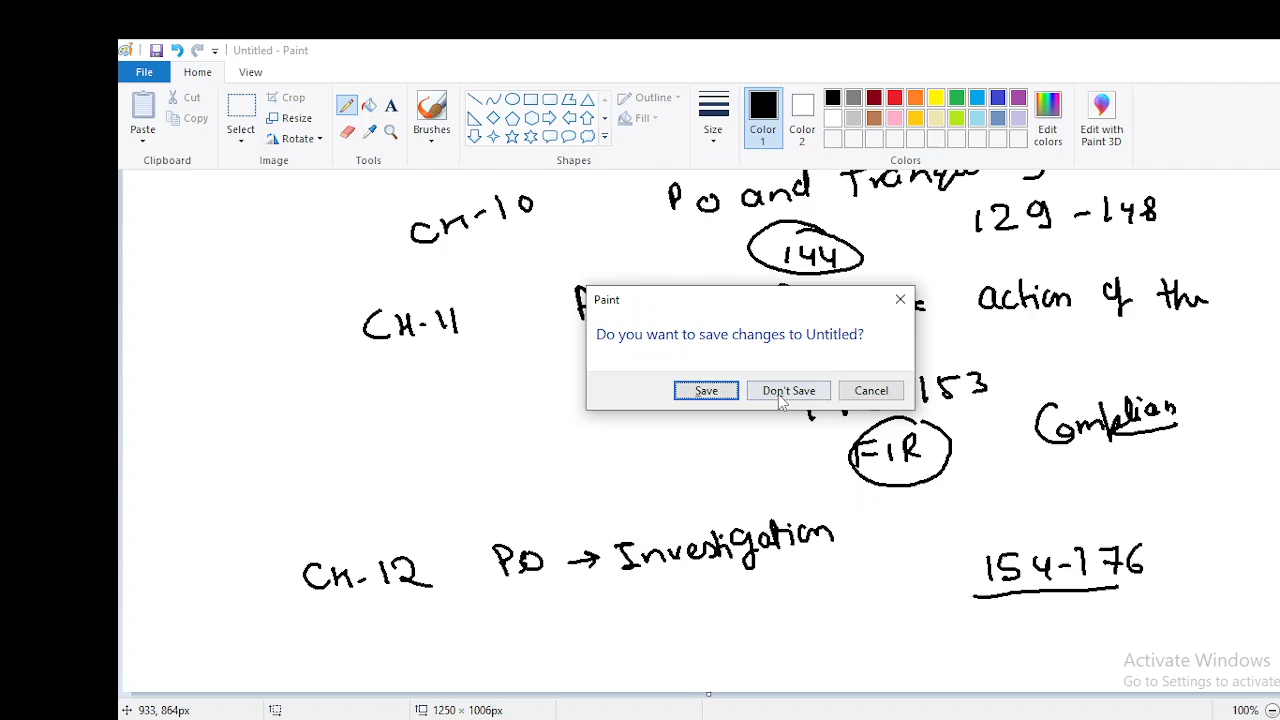 Untitled - Paint
File Home View
Paste Cut Copy Clipboard
Select Crop Resize Rotate Image
Tools
Brushes
Shapes Outline Fill
Size
Color 1 Color 2 Colors
Edit colors
Edit with Paint 3D
PO and
CH-10 129-148
144
CH-11 action of the
Paint
Do you want to save changes to Untitled?
Save Don't Save Cancel
153
FIR
CH-12 PO → Investigation 154-176
Activate Windows
Go to Settings to activate
933, 864px 1250 × 1006px 100%